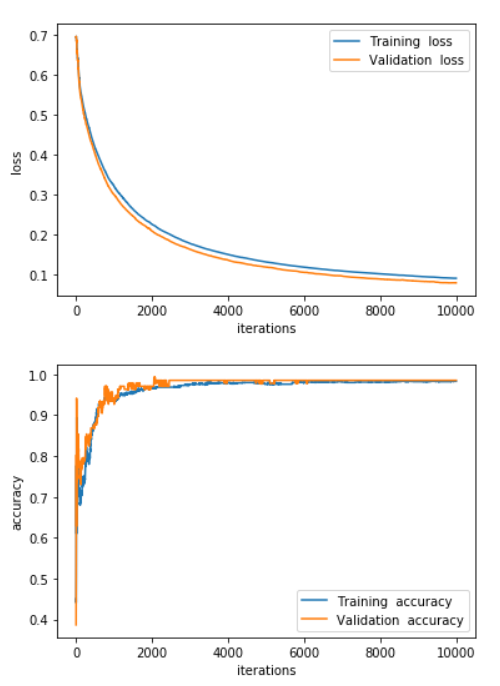 0.7
0.6
0.5
0.4
0.3
0.2
0.1
loss
Training loss
Validation loss
0 2000 4000 6000 8000 10000
iterations
1.0
0.9
0.8
0.7
0.6
0.5
0.4
accuracy
Training accuracy
Validation accuracy
0 2000 4000 6000 8000 10000
iterations